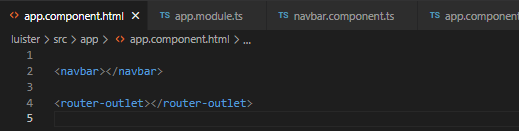 app.component.html × TS app.module.ts TS navbar.component.ts TS app.component
luister > src > app > app.component.html > ...
1
2 <navbar></navbar>
3
4 <router-outlet></router-outlet>
5